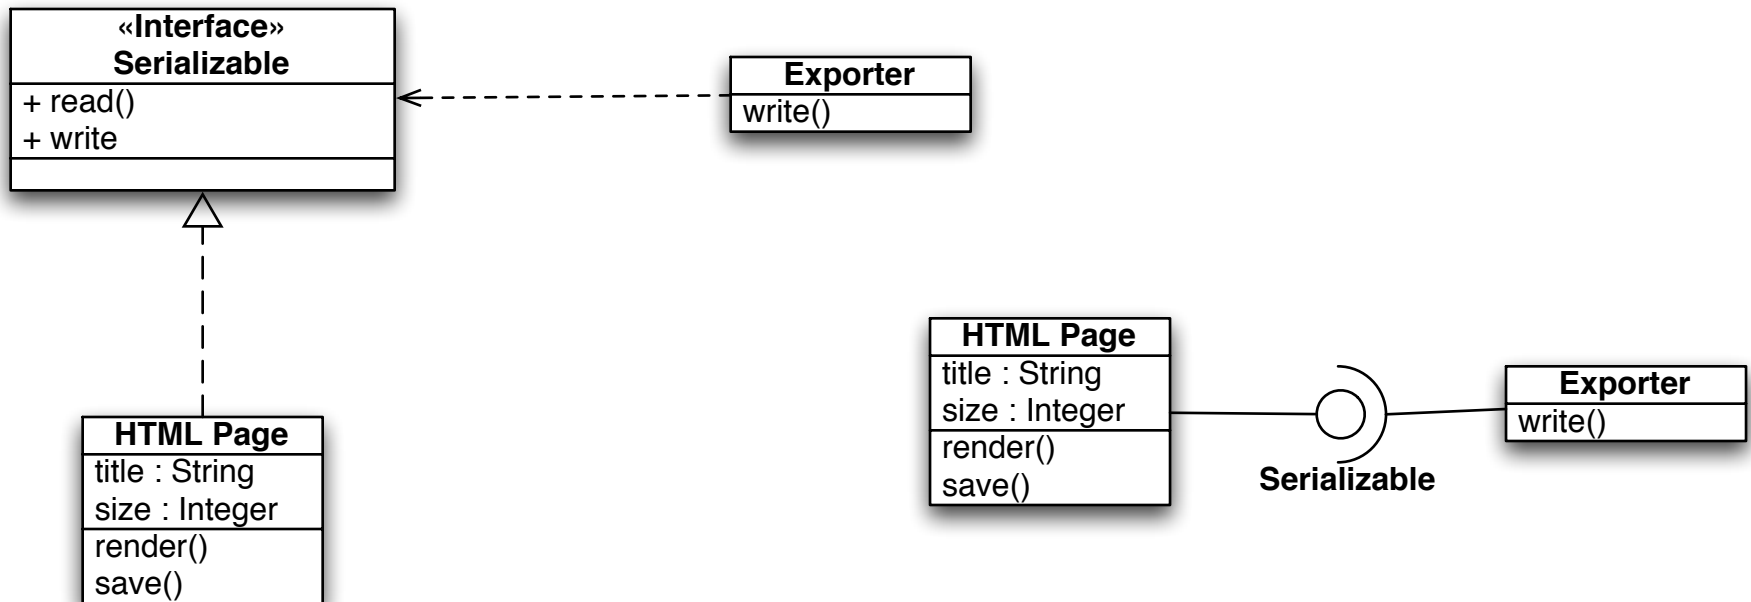 «Interface»
Serializable
+ read()
+ write
Exporter
write()
HTML Page
title : String
size : Integer
render()
save()
HTML Page
title : String
size : Integer
render()
save()
Serializable
Exporter
write()